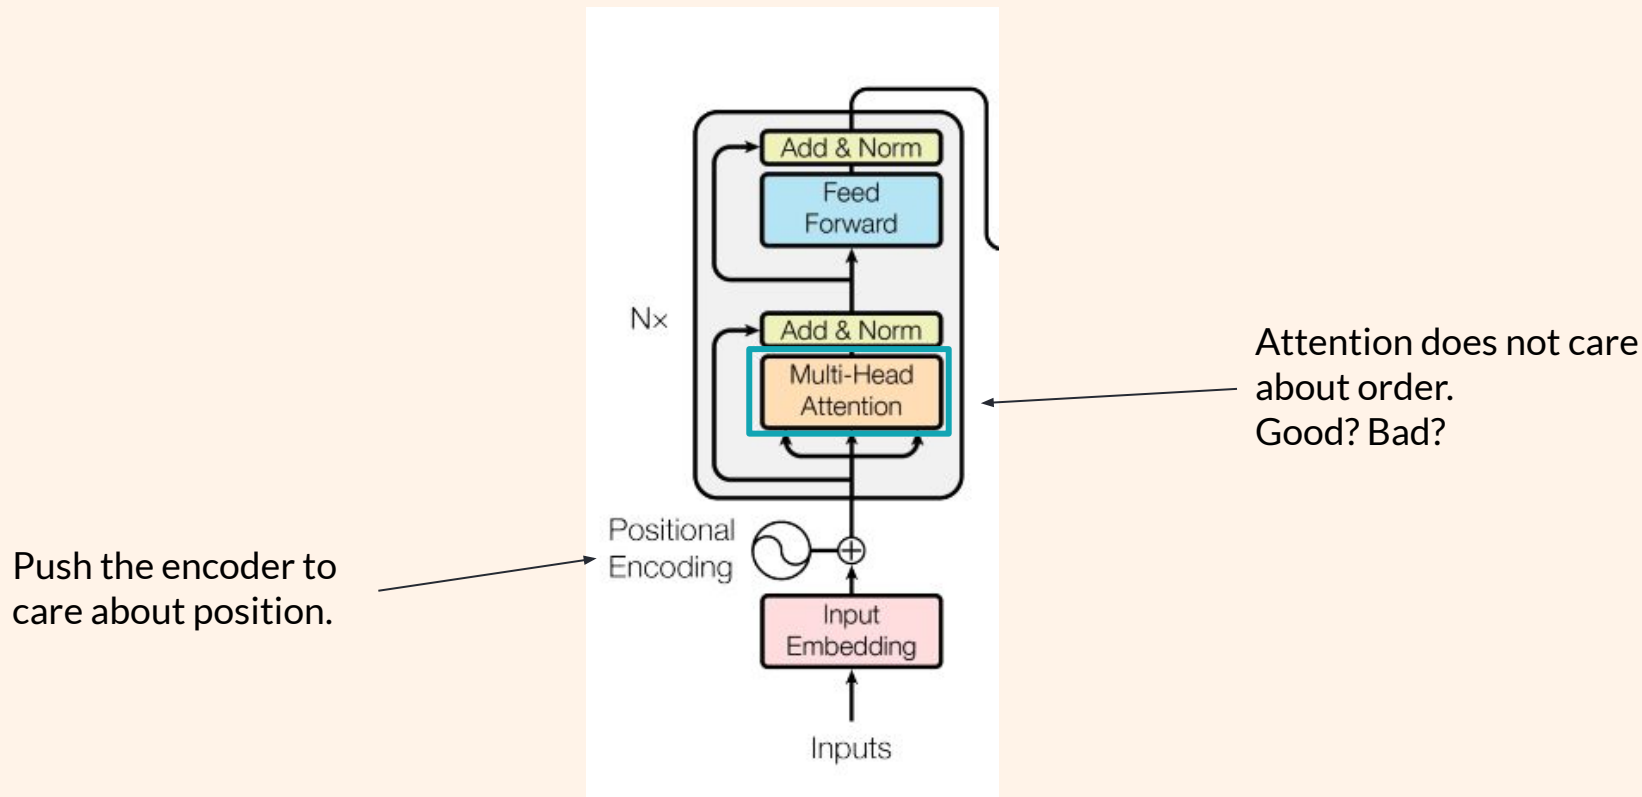 Add & Norm
Feed
Forward
N×
Add & Norm
Multi-Head
Attention
Attention does not care
about order.
Good? Bad?
Positional
Encoding
Push the encoder to
care about position.
Input
Embedding
Inputs